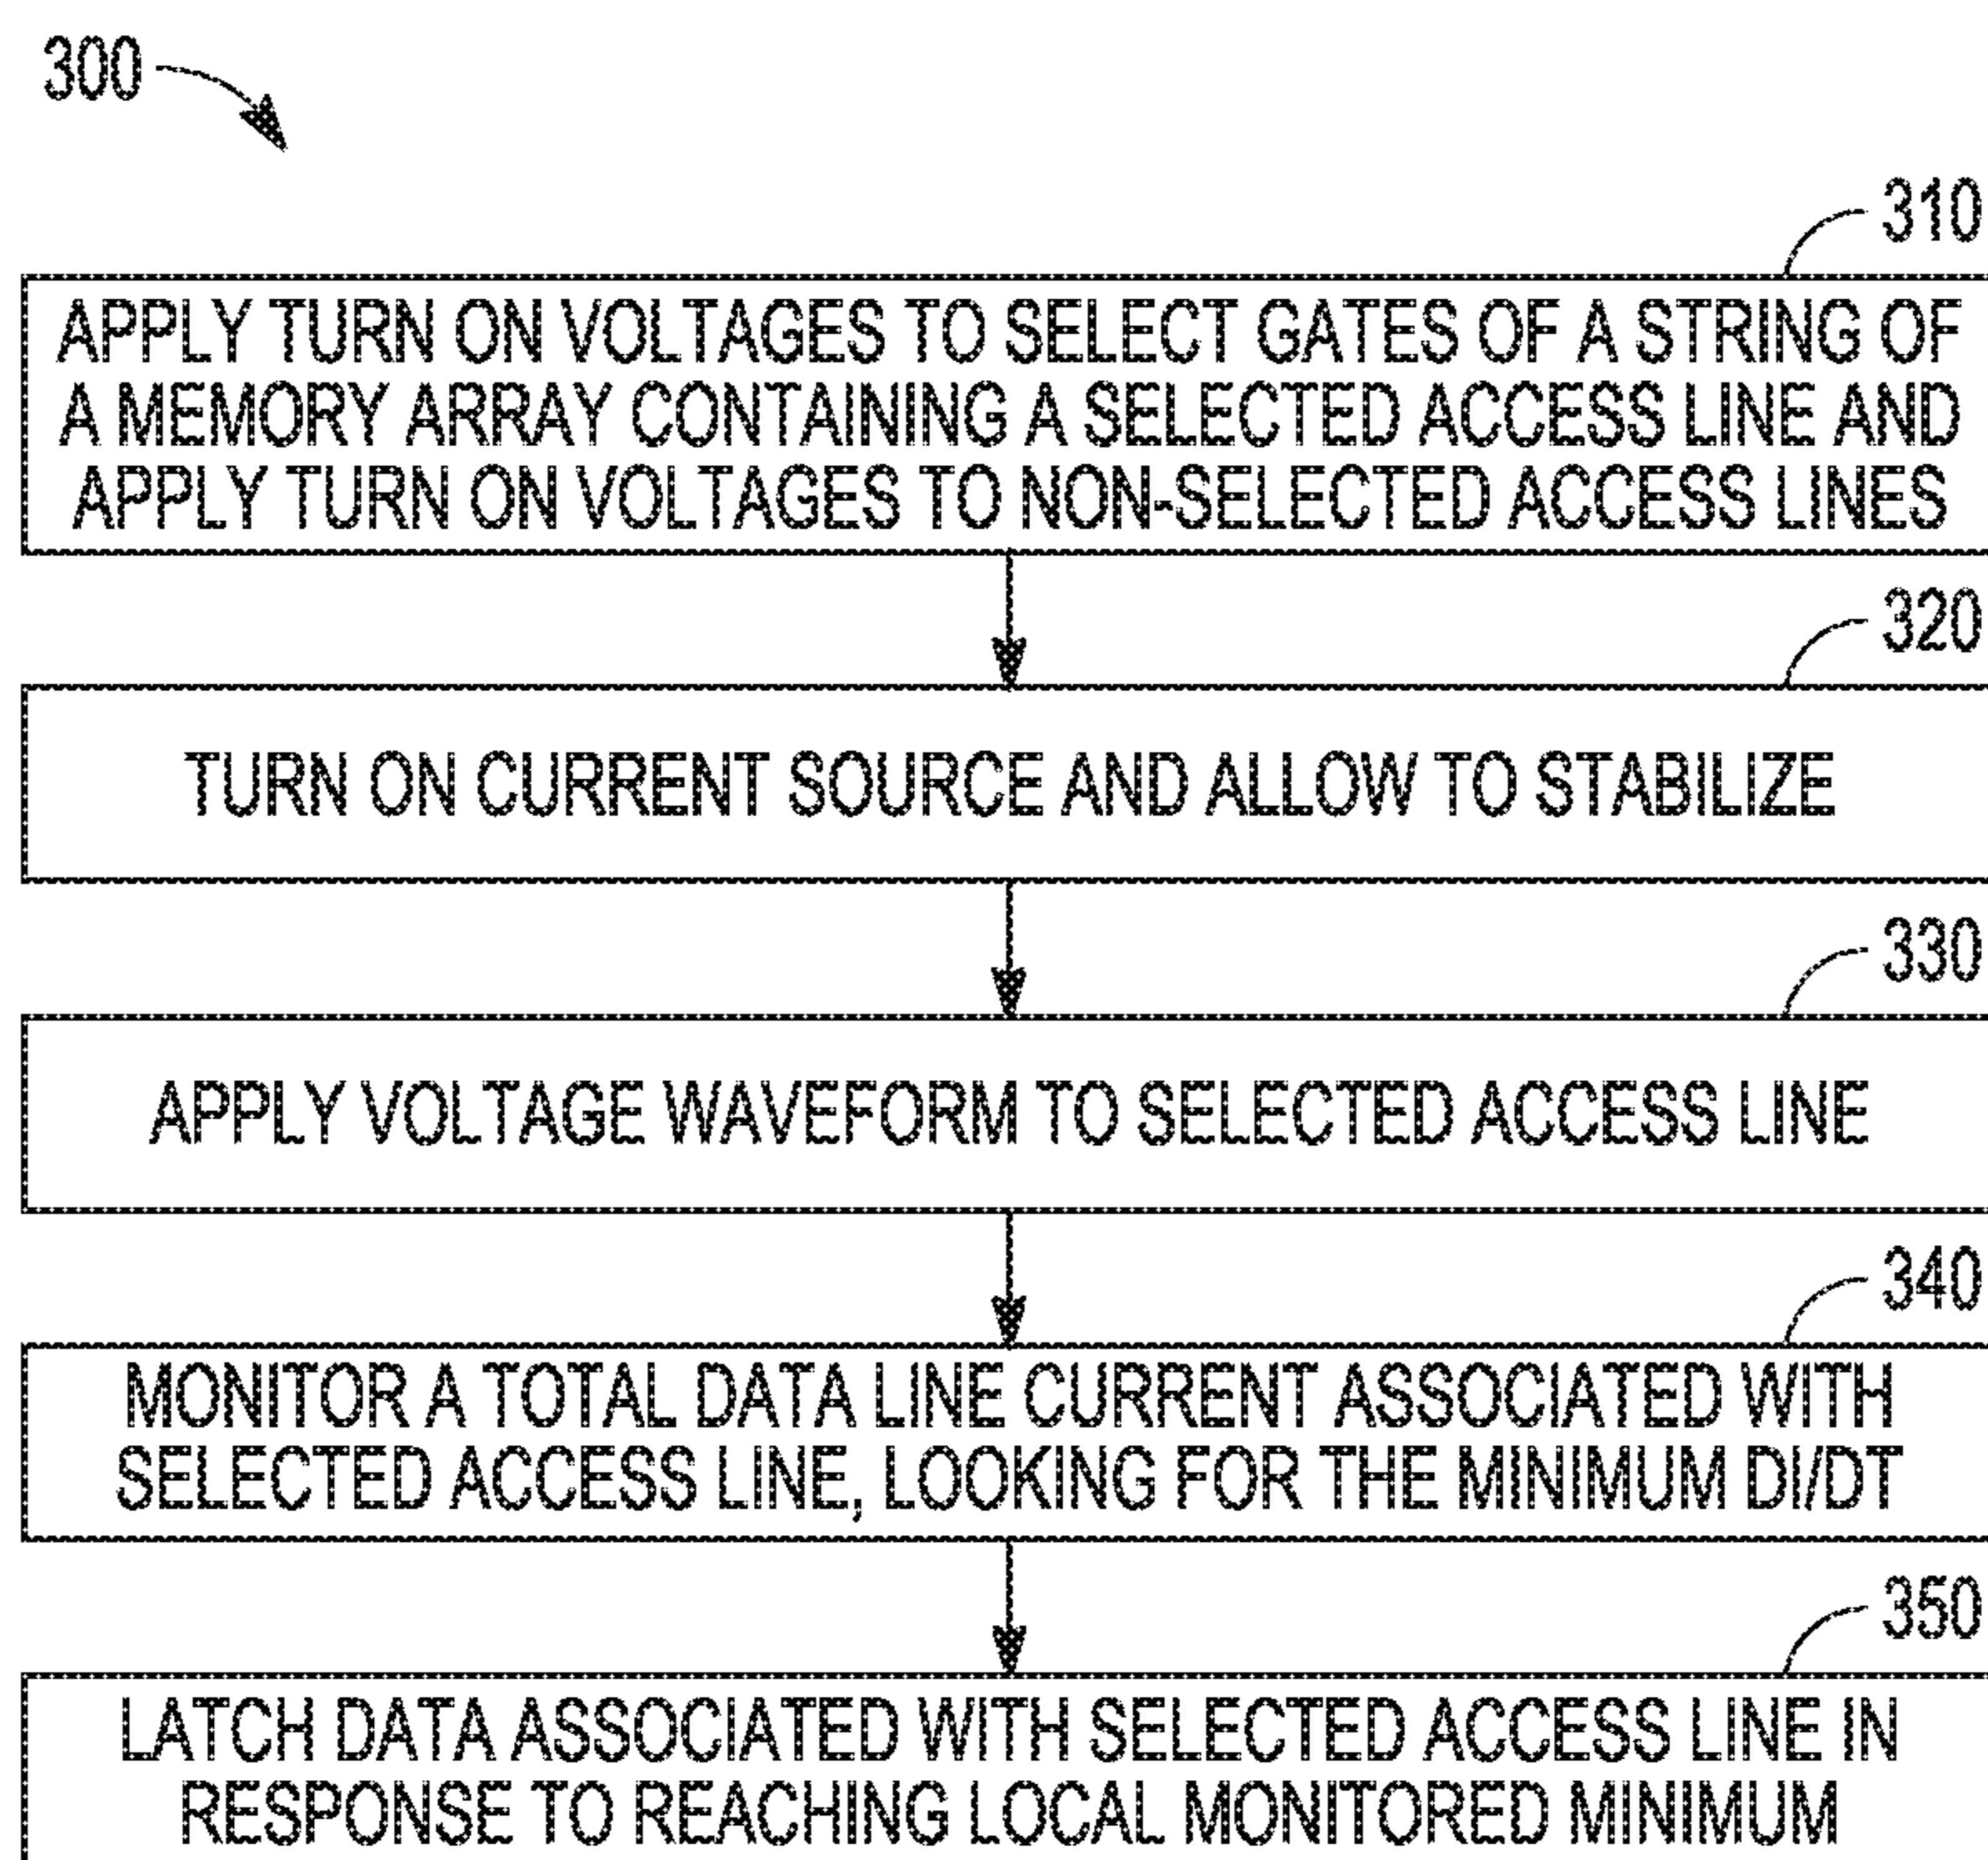 300
310
APPLY TURN ON VOLTAGES TO SELECT GATES OF A STRING OF
A MEMORY ARRAY CONTAINING A SELECTED ACCESS LINE AND
APPLY TURN ON VOLTAGES TO NON-SELECTED ACCESS LINES
320
TURN ON CURRENT SOURCE AND ALLOW TO STABILIZE
330
APPLY VOLTAGE WAVEFORM TO SELECTED ACCESS LINE
340
MONITOR A TOTAL DATA LINE CURRENT ASSOCIATED WITH
SELECTED ACCESS LINE, LOOKING FOR THE MINIMUM DI/DT
350
LATCH DATA ASSOCIATED WITH SELECTED ACCESS LINE IN
RESPONSE TO REACHING LOCAL MONITORED MINIMUM